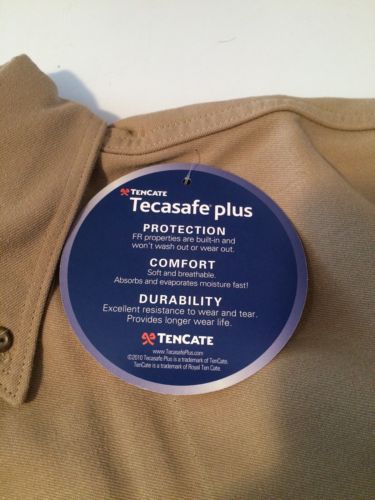 TENCATE
Tecasafe® plus
PROTECTION
FR properties are built-in and
won't wash out or wear out.
COMFORT
Soft and breathable.
Absorbs and evaporates moisture fast!
DURABILITY
Excellent resistance to wear and tear.
Provides longer wear life.
TENCATE
www.TecasafePlus.com
©2010 Tecasafe Plus is a trademark of TenCate.
TenCate is a trademark of Royal Ten Cate.